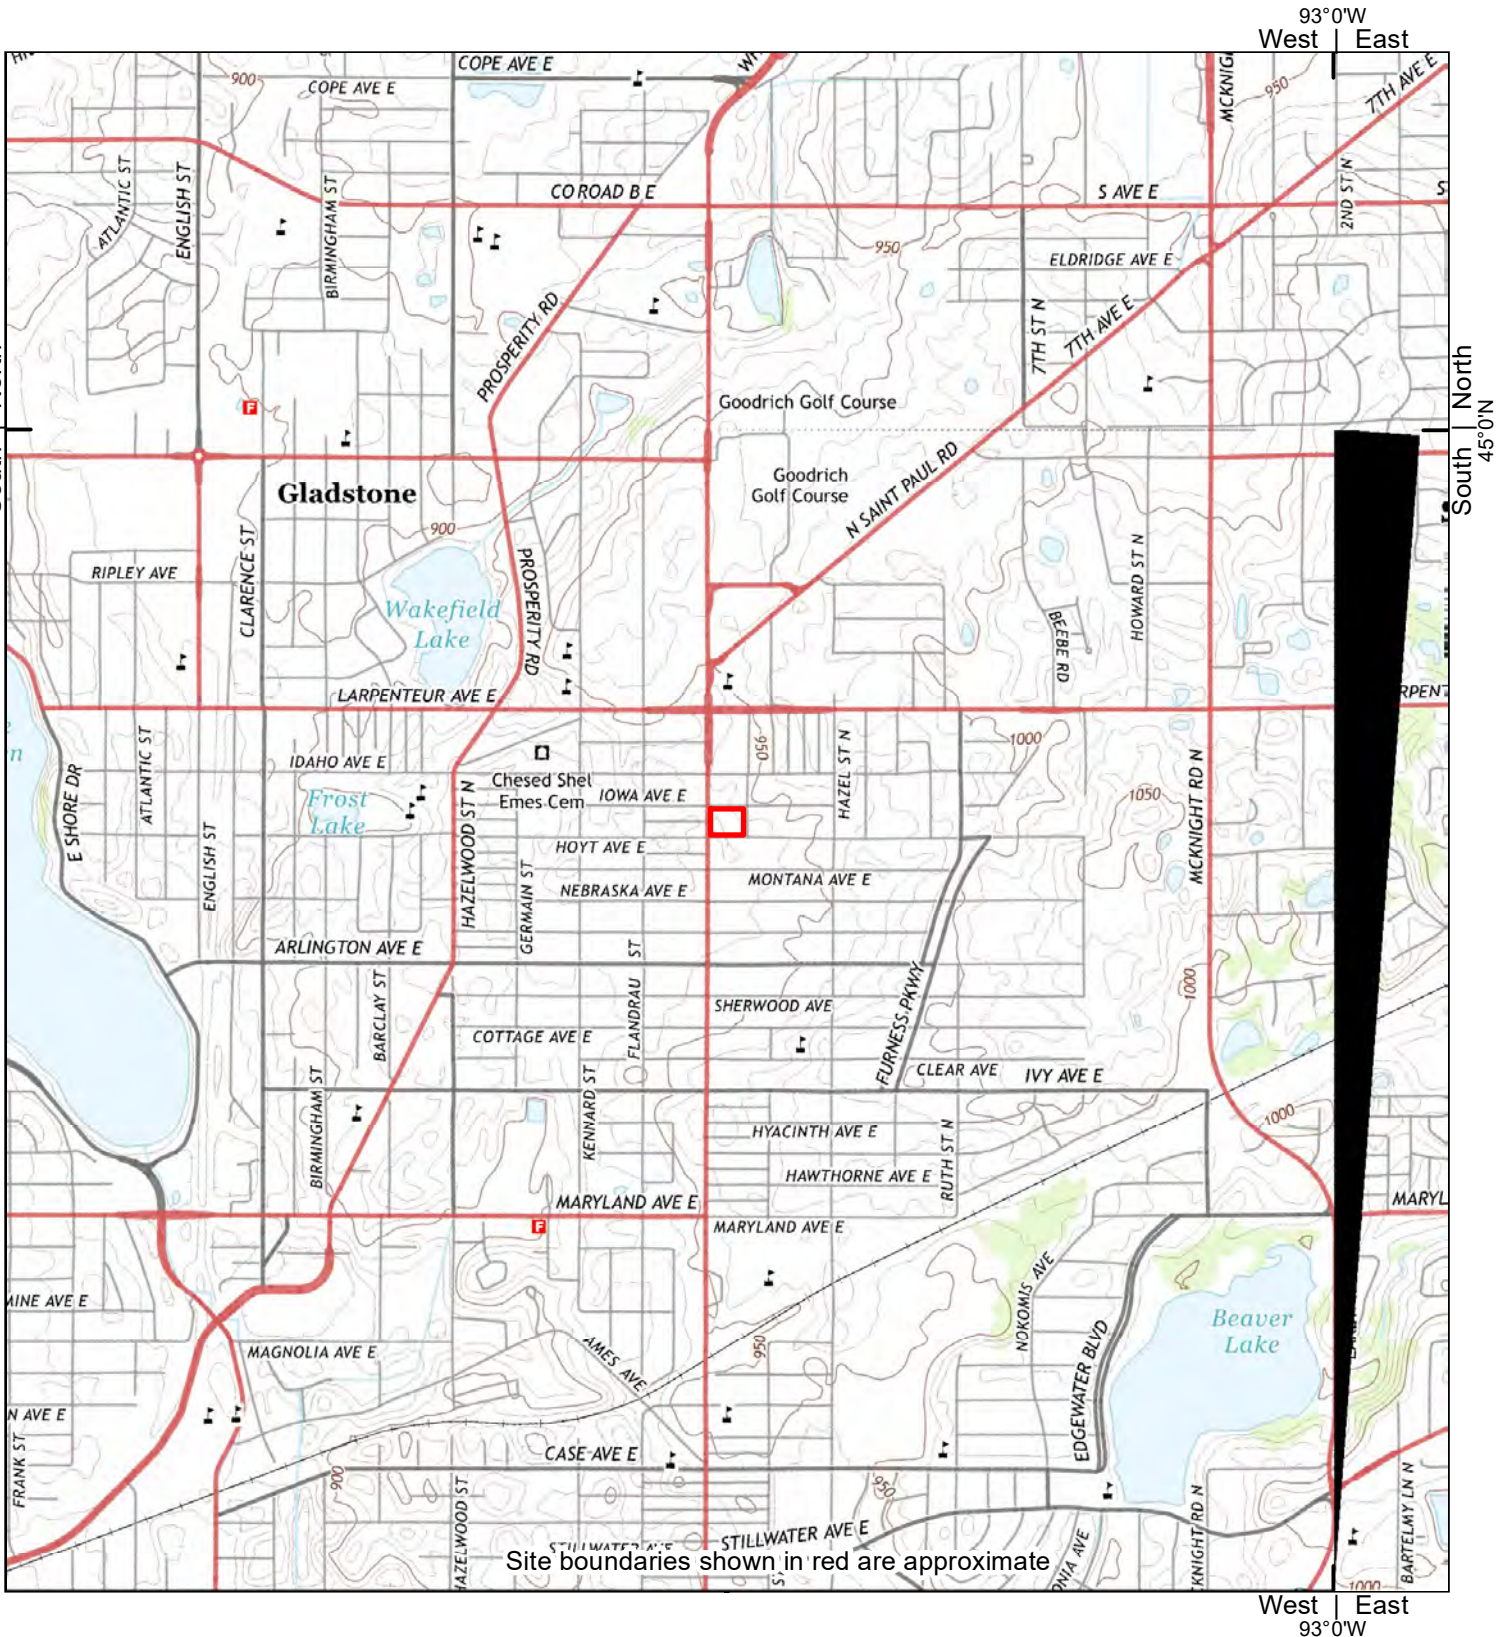 93°0'W
West | East
COPE AVE E
900
COPE AVE E
950
7TH AVE E
ATLANTIC ST
ENGLISH ST
BIRMINGHAM ST
CO ROAD B E
S AVE E
2ND ST N
950
ELDRIDGE AVE E
PROSPERITY RD
7TH ST N
7TH AVE E
F
Goodrich Golf Course
South | North
45°0'N
Gladstone
Goodrich
Golf Course
N SAINT PAUL RD
900
RIPLEY AVE
CLARENCE ST
PROSPERITY RD
Wakefield
Lake
BEEBE RD
HOWARD ST N
LARPENTEUR AVE E
ATLANTIC ST
950
HAZEL ST N
1000
MCKNIGHT RD N
IDAHO AVE E
Chesed Shel
Emes Cem
IOWA AVE E
1050
E SHORE DR
Frost
Lake
HAZELWOOD ST N
ENGLISH ST
GERMAIN ST
HOYT AVE E
NEBRASKA AVE E
MONTANA AVE E
ARLINGTON AVE E
ST
BARCLAY ST
FLANDRAU
SHERWOOD AVE
FURNESS PKWY
1000
COTTAGE AVE E
CLEAR AVE
IVY AVE E
BIRMINGHAM ST
KENNARD ST
HYACINTH AVE E
RUTH ST N
1000
HAWTHORNE AVE E
MARYLAND AVE E
MARYLAND AVE E
F
NOKOMIS AVE
Beaver
Lake
MAGNOLIA AVE E
AMES AVE
950
EDGEWATER BLVD
FRANK ST
CASE AVE E
900
950
HAZELWOOD ST
STILLWATER AVE E
BARTELMY LN N
1000
Site boundaries shown in red are approximate
West | East
93°0'W